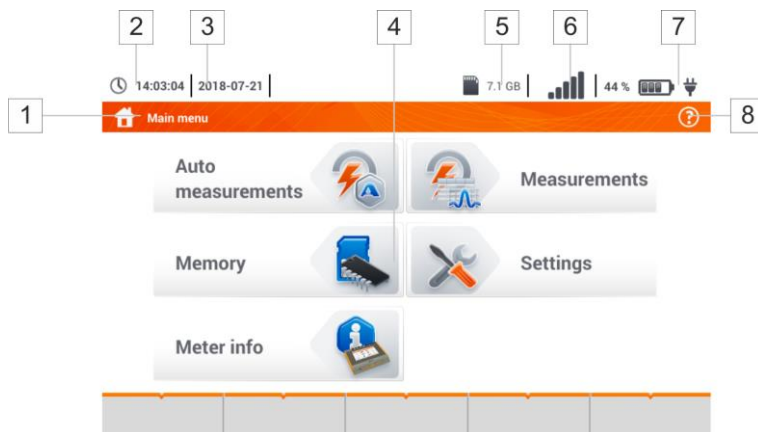 2 3 4 5 6 7
14:03:04 2018-07-21 7.1 GB 44 %
1 Main menu ? 8
Auto
measurements
Measurements
Memory
Settings
Meter info